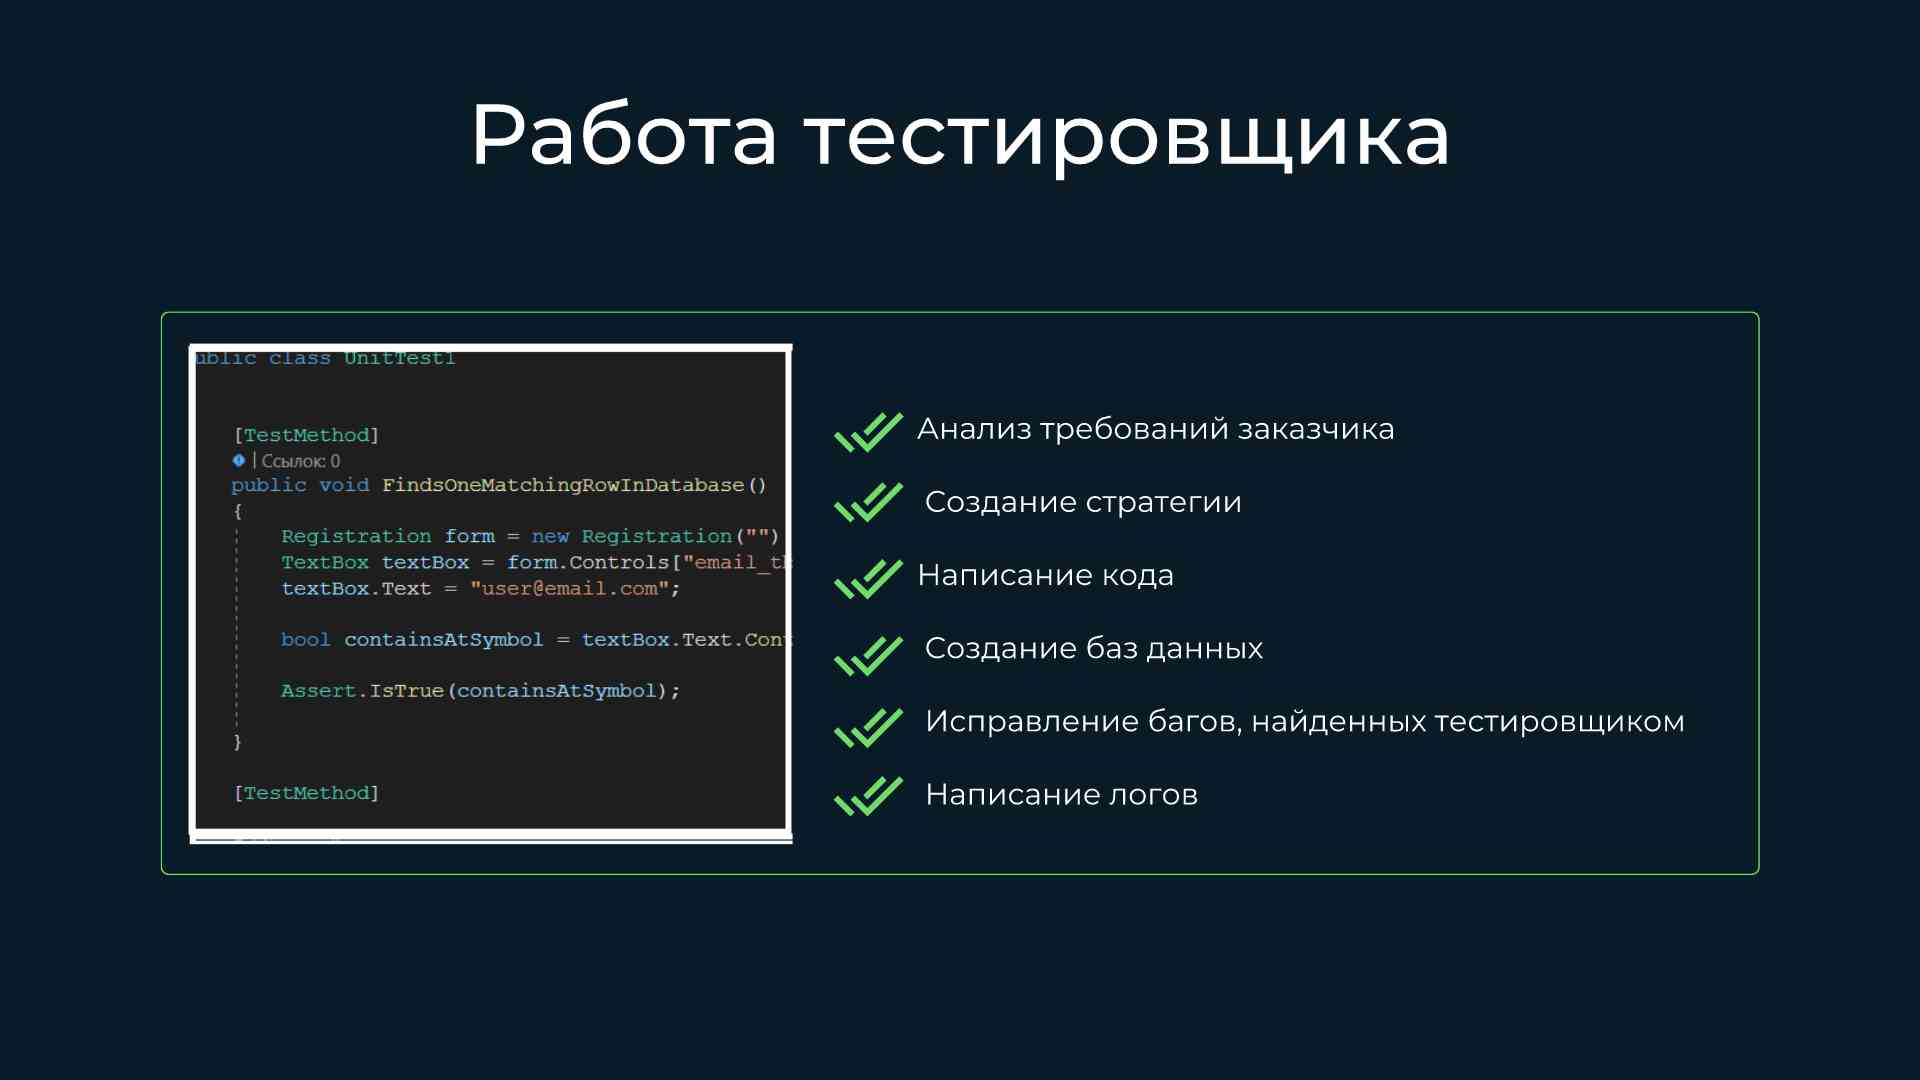 Работа тестировщика
ublic class UnitTest1
[TestMethod]
| Ссылок: 0
public void FindsOneMatchingRowInDatabase()
{
Registration form = new Registration("")
TextBox textBox = form.Controls["email_tb
textBox.Text = "user@email.com";
bool containsAtSymbol = textBox.Text.Cont
Assert.IsTrue(containsAtSymbol);
}
[TestMethod]
Анализ требований заказчика
Создание стратегии
Написание кода
Создание баз данных
Исправление багов, найденных тестировщиком
Написание логов